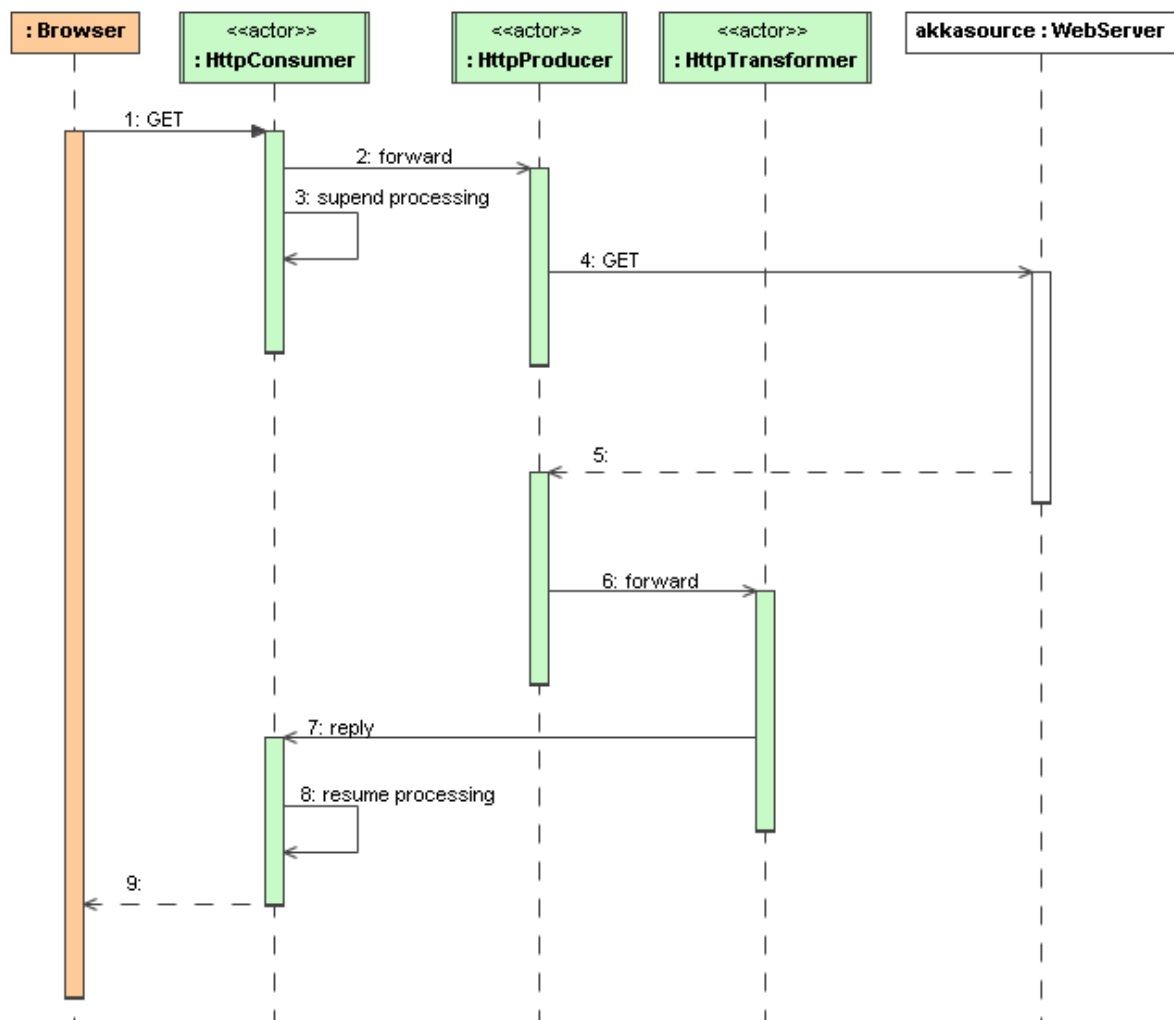 : Browser
<<actor>>
: HttpConsumer
<<actor>>
: HttpProducer
<<actor>>
: HttpTransformer
akkasource : WebServer
1: GET
2: forward
3: supend processing
4: GET
5:
6: forward
7: reply
8: resume processing
9: